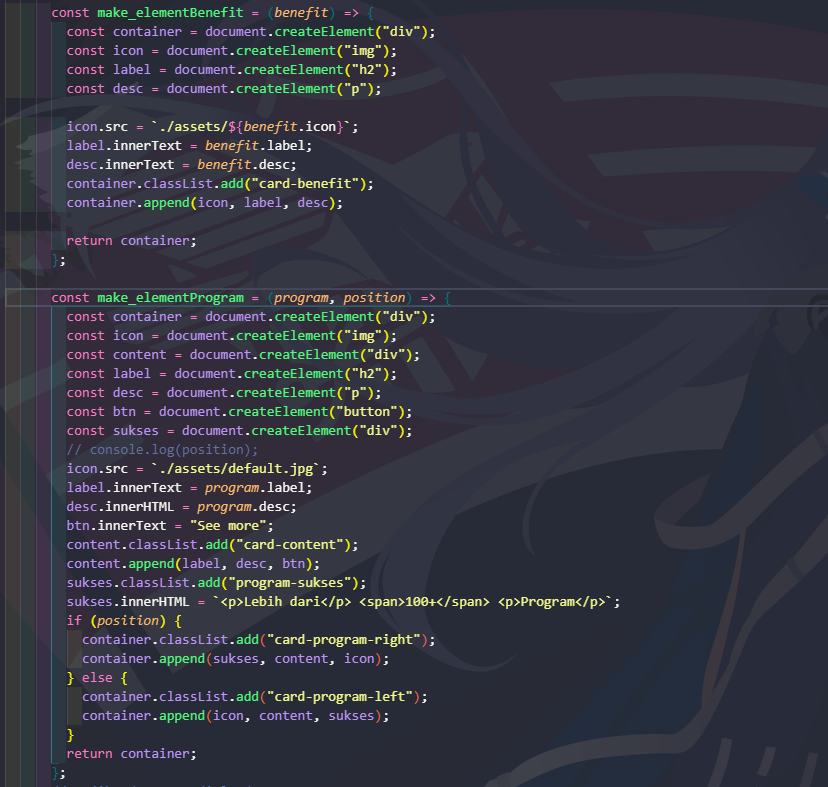 const make_elementBenefit = (benefit) => {
const container = document.createElement("div");
const icon = document.createElement("img");
const label = document.createElement("h2");
const desc = document.createElement("p");
icon.src = `./assets/${benefit.icon}`;
label.innerText = benefit.label;
desc.innerText = benefit.desc;
container.classList.add("card-benefit");
container.append(icon, label, desc);
return container;
};
const make_elementProgram = (program, position) => {
const container = document.createElement("div");
const icon = document.createElement("img");
const content = document.createElement("div");
const label = document.createElement("h2");
const desc = document.createElement("p");
const btn = document.createElement("button");
const sukses = document.createElement("div");
// console.log(position);
icon.src = `./assets/default.jpg`;
label.innerText = program.label;
desc.innerHTML = program.desc;
btn.innerText = "See more";
content.classList.add("card-content");
content.append(label, desc, btn);
sukses.classList.add("program-sukses");
sukses.innerHTML = `<p>Lebih dari</p> <span>100+</span> <p>Program</p>`;
if (position) {
container.classList.add("card-program-right");
container.append(sukses, content, icon);
} else {
container.classList.add("card-program-left");
container.append(icon, content, sukses);
}
return container;
};